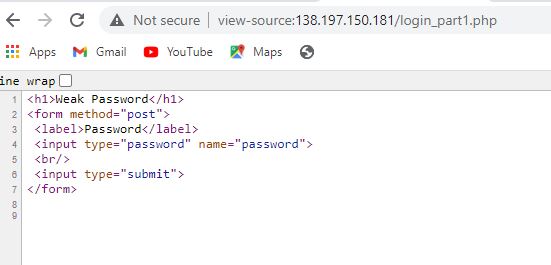 Not secure | view-source:138.197.150.181/login_part1.php
Apps Gmail YouTube Maps
ine wrap
1 <h1>Weak Password</h1>
2 <form method="post">
3 <label>Password</label>
4 <input type="password" name="password">
5 <br/>
6 <input type="submit">
7 </form>
8
9